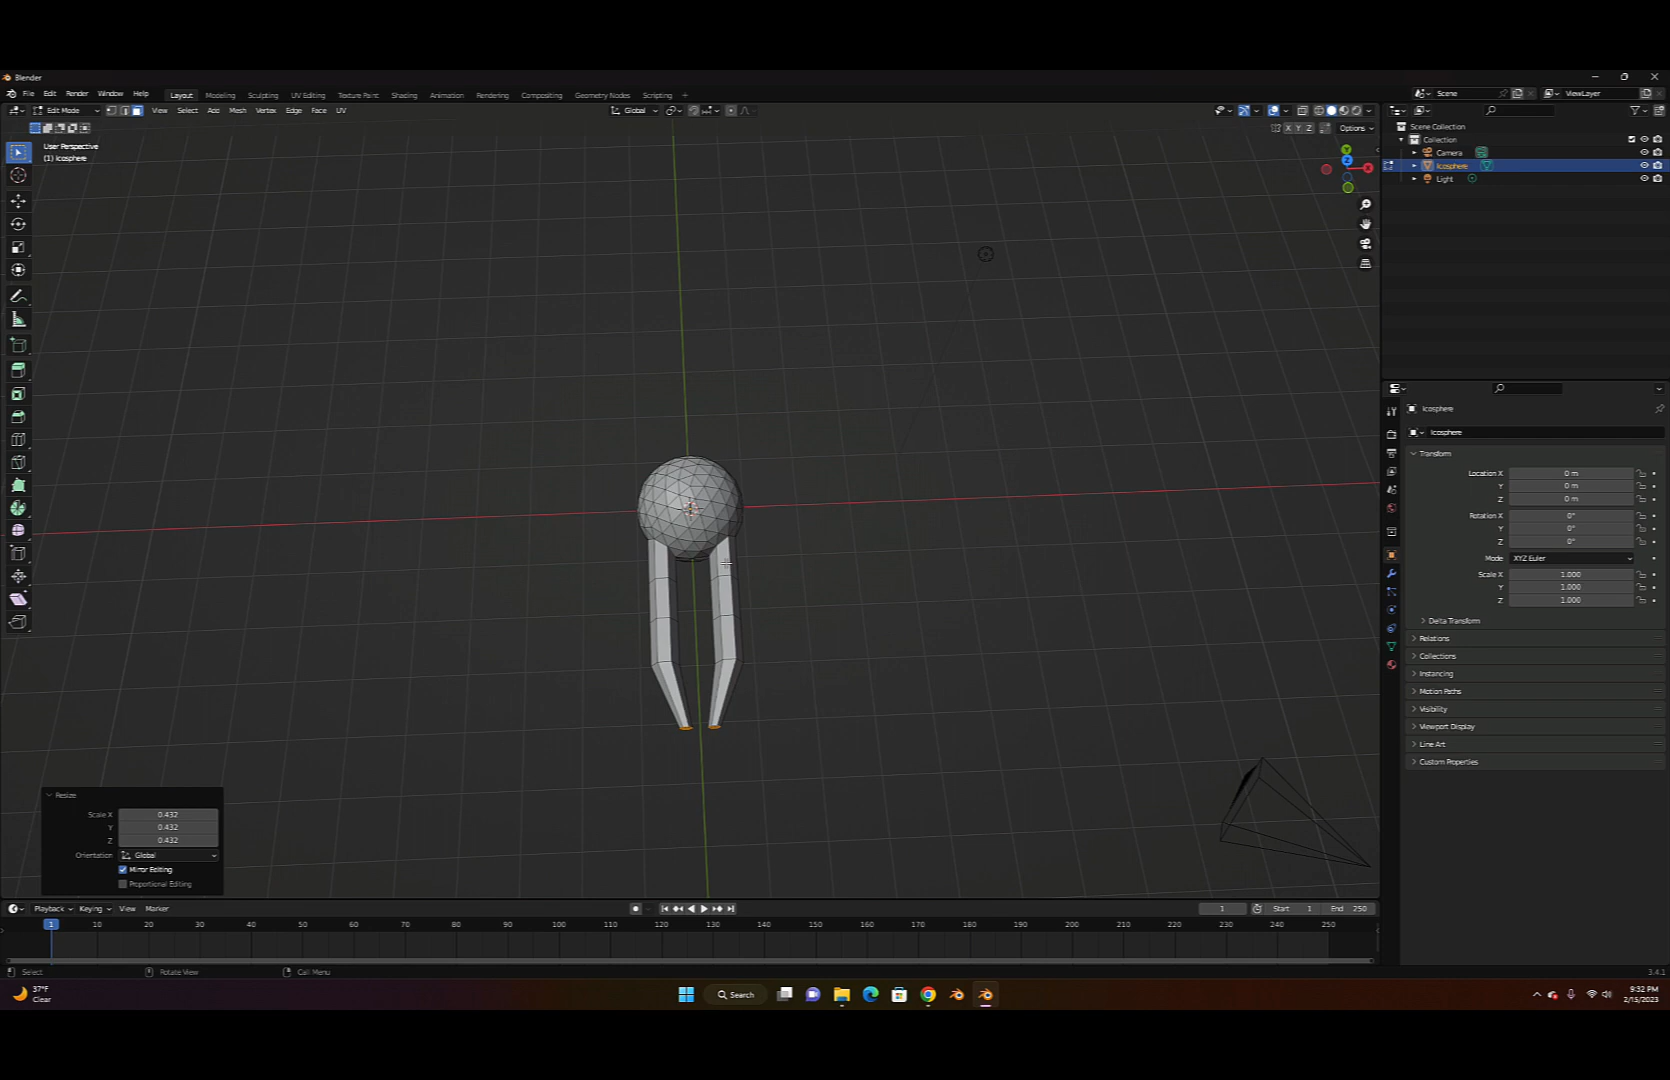 Blender
File Edit Render Window Help
Layout Modeling Sculpting UV Editing Texture Paint Shading Animation Rendering Compositing Geometry Nodes Scripting +
Scene
ViewLayer
Edit Mode
View Select Add Mesh Vertex Edge Face UV
Global
X Y Z
Options
User Perspective
(1) Icosphere
Y
Z
X
Scene Collection
Collection
Camera
Icosphere
Light
Icosphere
Icosphere
Transform
Location X 0 m
Y 0 m
Z 0 m
Rotation X 0°
Y 0°
Z 0°
Mode XYZ Euler
Scale X 1.000
Y 1.000
Z 1.000
Delta Transform
Relations
Collections
Instancing
Motion Paths
Visibility
Viewport Display
Line Art
Custom Properties
Resize
Scale X 0.432
Y 0.432
Z 0.432
Orientation Global
Mirror Editing
Proportional Editing
Playback Keying View Marker
1 Start 1 End 250
1 10 20 30 40 50 60 70 80 90 100 110 120 130 140 150 160 170 180 190 200 210 220 230 240 250
Select Rotate View Call Menu
3.4.1
37°F
Clear
Search
9:32 PM
2/15/2023